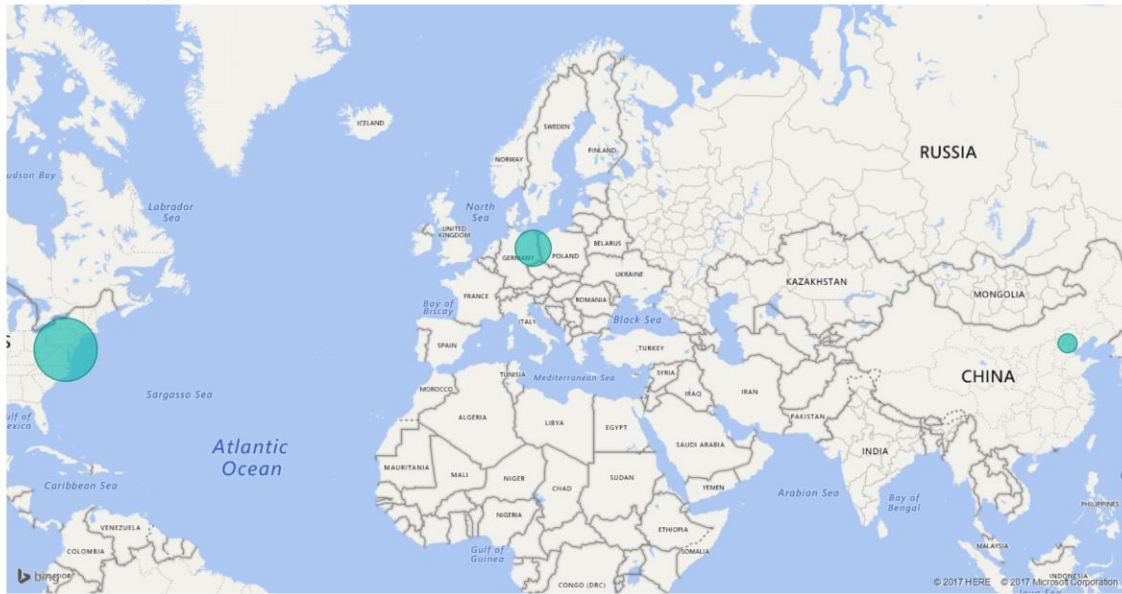 RUSSIA
ICELAND
SWEDEN
FINLAND
NORWAY
udson Bay
Labrador
Sea
North
Sea
UNITED
KINGDOM
BELARUS
GERMANY
POLAND
UKRAINE
KAZAKHSTAN
MONGOLIA
FRANCE
Bay of
Biscay
ROMANIA
ITALY
Black Sea
S
SPAIN
TURKEY
CHINA
TUNISIA
Mediterranean Sea
SYRIA
MOROCCO
IRAQ
IRAN
Sargasso Sea
PAKISTAN
ulf of
exico
ALGERIA
LIBYA
EGYPT
SAUDI ARABIA
INDIA
Atlantic
Ocean
MAURITANIA
MALI
NIGER
CHAD
SUDAN
YEMEN
Arabian Sea
Bay of
Bengal
Caribbean Sea
PHILIPPINES
VENEZUELA
NIGERIA
ETHIOPIA
COLOMBIA
Gulf of
Guinea
SOMALIA
MALAYSIA
bing
CONGO (DRC)
INDONESIA
© 2017 HERE © 2017 Microsoft Corporation